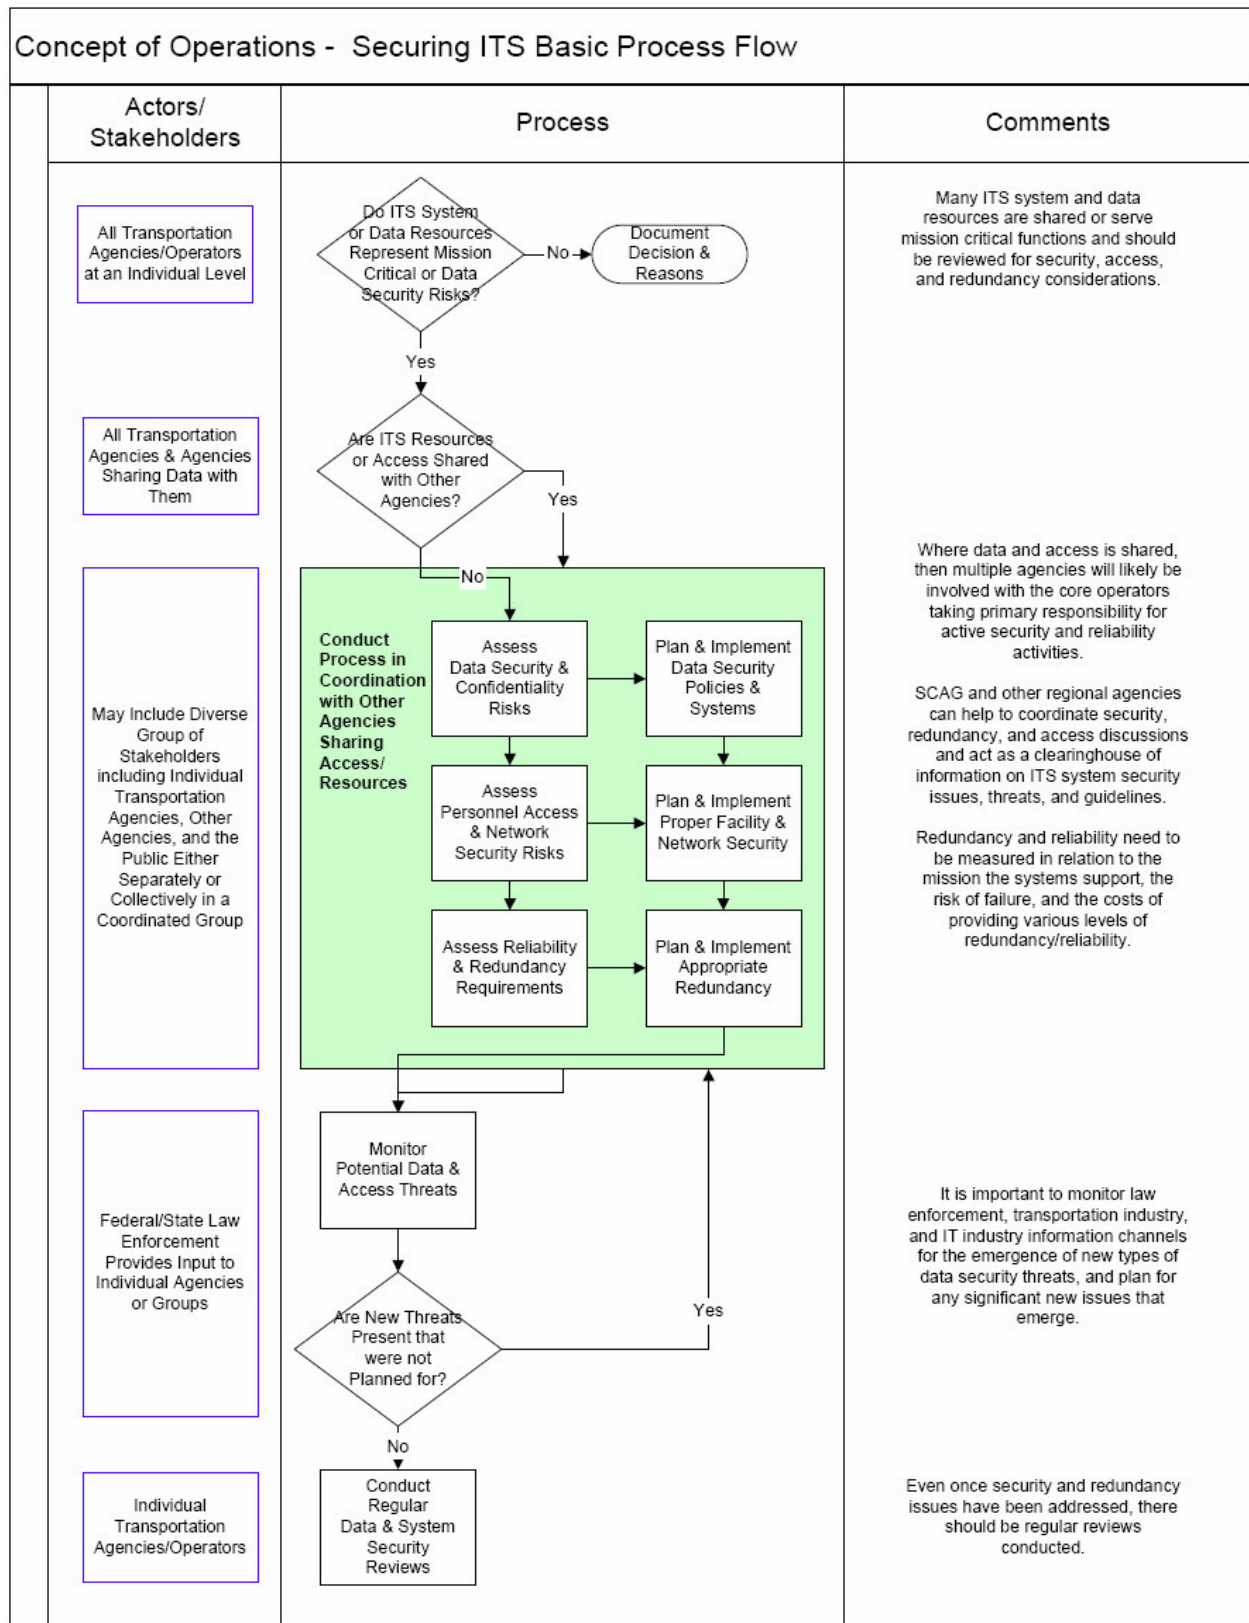 Concept of Operations -  Securing ITS Basic Process Flow
Actors/
Stakeholders
Process
Comments
All Transportation
Agencies/Operators
at an Individual Level
Do ITS System
or Data Resources
Represent Mission
Critical or Data
Security Risks?
No
Document
Decision &
Reasons
Many ITS system and data
resources are shared or serve
mission critical functions and should
be reviewed for security, access,
and redundancy considerations.
Yes
All Transportation
Agencies & Agencies
Sharing Data with
Them
Are ITS Resources
or Access Shared
with Other
Agencies?
Yes
No
May Include Diverse
Group of
Stakeholders
including Individual
Transportation
Agencies, Other
Agencies, and the
Public Either
Separately or
Collectively in a
Coordinated Group
Conduct
Process in
Coordination
with Other
Agencies
Sharing
Access/
Resources
Assess
Data Security &
Confidentiality
Risks
Plan & Implement
Data Security
Policies &
Systems
Assess
Personnel Access
& Network
Security Risks
Plan & Implement
Proper Facility &
Network Security
Assess Reliability
& Redundancy
Requirements
Plan & Implement
Appropriate
Redundancy
Where data and access is shared,
then multiple agencies will likely be
involved with the core operators
taking primary responsibility for
active security and reliability
activities.
SCAG and other regional agencies
can help to coordinate security,
redundancy, and access discussions
and act as a clearinghouse of
information on ITS system security
issues, threats, and guidelines.
Redundancy and reliability need to
be measured in relation to the
mission the systems support, the
risk of failure, and the costs of
providing various levels of
redundancy/reliability.
Federal/State Law
Enforcement
Provides Input to
Individual Agencies
or Groups
Monitor
Potential Data &
Access Threats
Are New Threats
Present that
were not
Planned for?
Yes
No
It is important to monitor law
enforcement, transportation industry,
and IT industry information channels
for the emergence of new types of
data security threats, and plan for
any significant new issues that
emerge.
Individual
Transportation
Agencies/Operators
Conduct
Regular
Data & System
Security
Reviews
Even once security and redundancy
issues have been addressed, there
should be regular reviews
conducted.